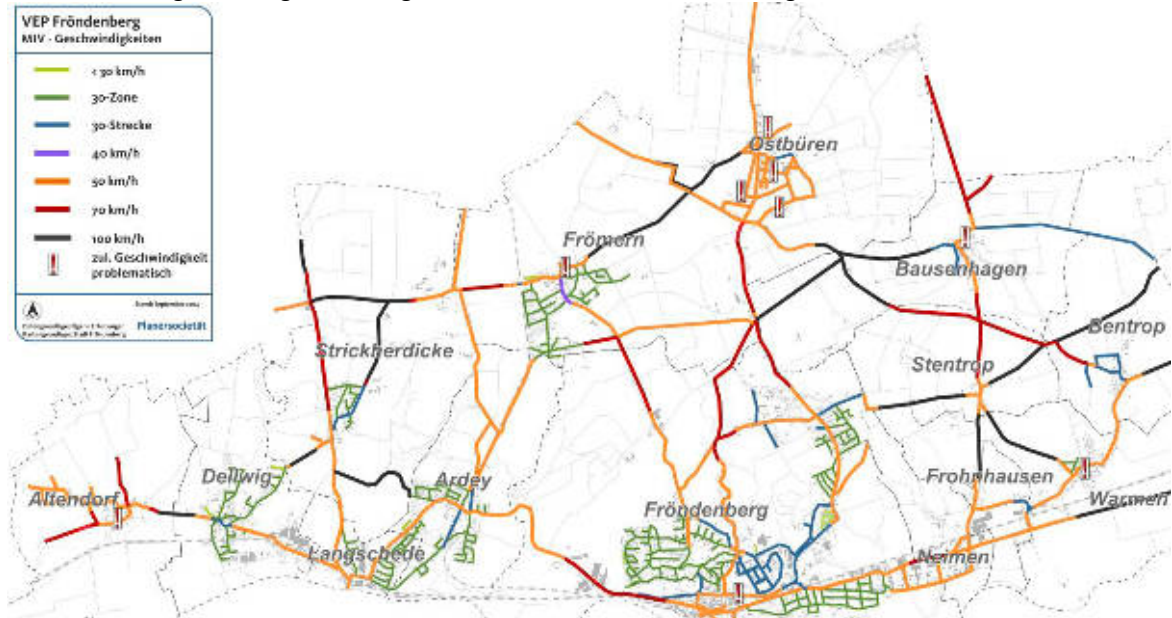 VEP Fröndenberg
MIV - Geschwindigkeiten
< 30 km/h
30-Zone
30-Strecke
40 km/h
50 km/h
70 km/h
100 km/h
zul. Geschwindigkeit
problematisch
Planersocietät
Ostbüren
Frömern
Bausenhagen
Bentrop
Strickherdicke
Stentrop
Dellwig
Ardey
Frohnhausen
Altendorf
Warmen
Fröndenberg
Langschede
Neimen